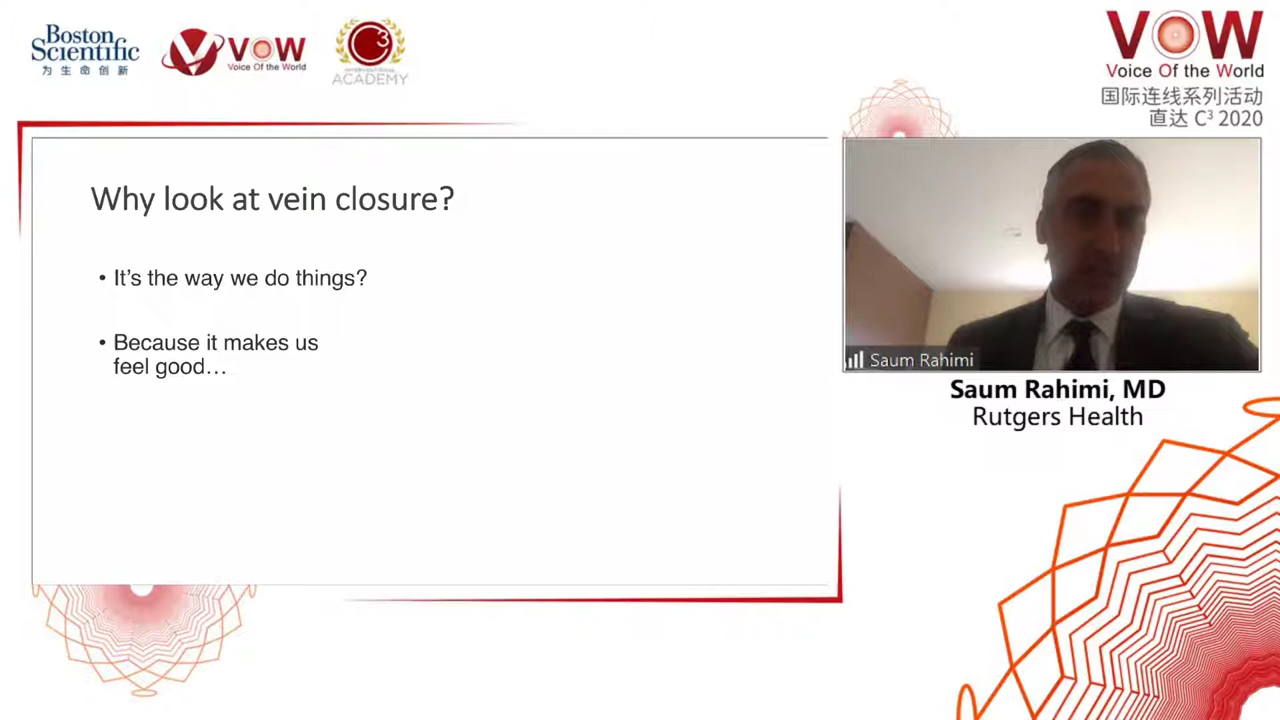 Boston
Scientific
为生命创新
VOW
Voice Of the World
C3
ACADEMY
VOW
Voice Of the World
国际连线系列活动
直达 C³ 2020
Why look at vein closure?
• It’s the way we do things?
• Because it makes us
feel good…
Saum Rahimi
Saum Rahimi, MD
Rutgers Health